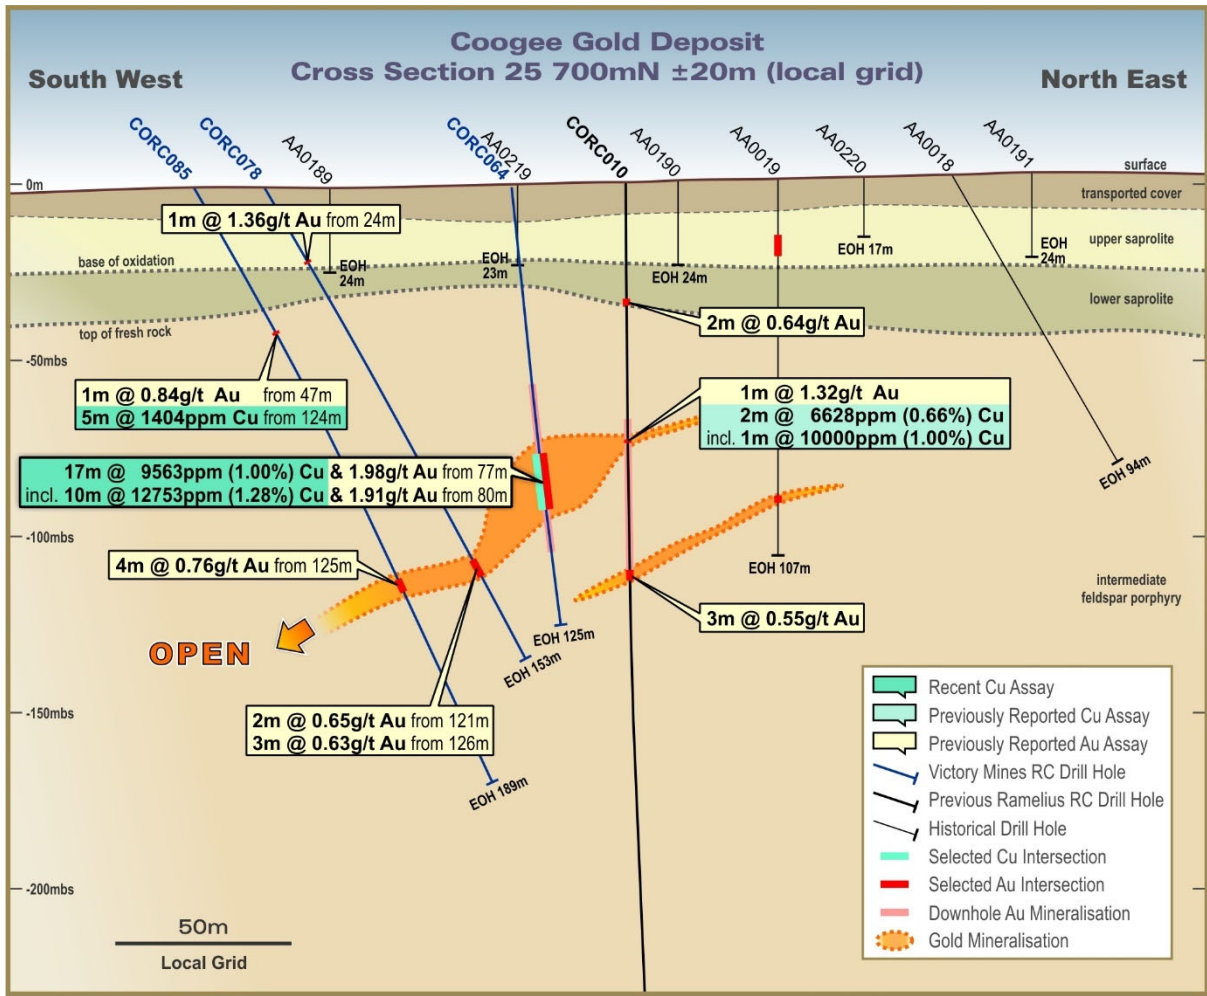 Coogee Gold Deposit
Cross Section 25 700mN ±20m (local grid)
South West
North East
CORC085
CORC078
AA0189
CORC064
AA0219
CORC010
AA0190
AA0019
AA0220
AA0018
AA0191
surface
0m
transported cover
1m @ 1.36g/t Au from 24m
upper saprolite
base of oxidation
EOH
24m
EOH
23m
EOH 24m
EOH 17m
EOH
24m
lower saprolite
top of fresh rock
2m @ 0.64g/t Au
-50mbs
1m @ 0.84g/t Au from 47m
5m @ 1404ppm Cu from 124m
1m @ 1.32g/t Au
2m @ 6628ppm (0.66%) Cu
incl. 1m @ 10000ppm (1.00%) Cu
17m @ 9563ppm (1.00%) Cu & 1.98g/t Au from 77m
incl. 10m @ 12753ppm (1.28%) Cu & 1.91g/t Au from 80m
EOH 94m
-100mbs
4m @ 0.76g/t Au from 125m
EOH 107m
intermediate
feldspar porphyry
3m @ 0.55g/t Au
OPEN
EOH 125m
EOH 153m
-150mbs
2m @ 0.65g/t Au from 121m
3m @ 0.63g/t Au from 126m
EOH 189m
-200mbs
50m
Local Grid
Recent Cu Assay
Previously Reported Cu Assay
Previously Reported Au Assay
Victory Mines RC Drill Hole
Previous Ramelius RC Drill Hole
Historical Drill Hole
Selected Cu Intersection
Selected Au Intersection
Downhole Au Mineralisation
Gold Mineralisation